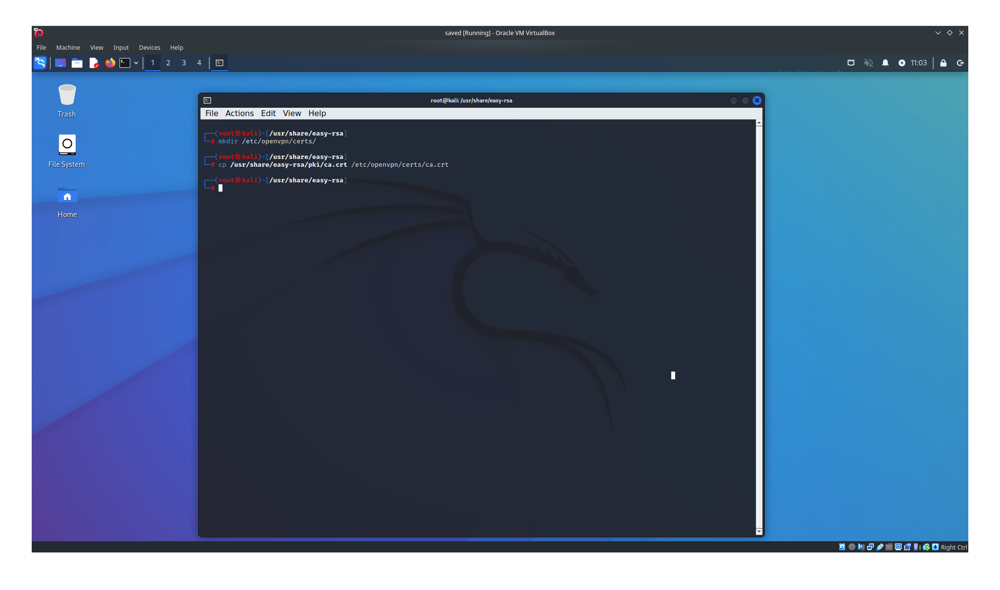 saved [Running] - Oracle VM VirtualBox
File Machine View Input Devices Help
1 2 3 4 11:03
Trash
File System
Home
root@kali: /usr/share/easy-rsa
File Actions Edit View Help
┌──(root㉿kali)-[/usr/share/easy-rsa]
└─# mkdir /etc/openvpn/certs/
┌──(root㉿kali)-[/usr/share/easy-rsa]
└─# cp /usr/share/easy-rsa/pki/ca.crt /etc/openvpn/certs/ca.crt
┌──(root㉿kali)-[/usr/share/easy-rsa]
└─#
Right Ctrl